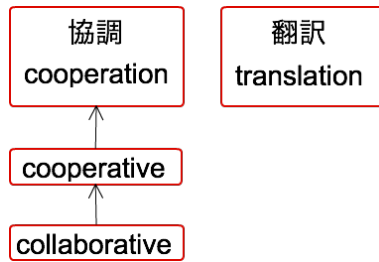 協調
cooperation
翻訳
translation
cooperative
collaborative